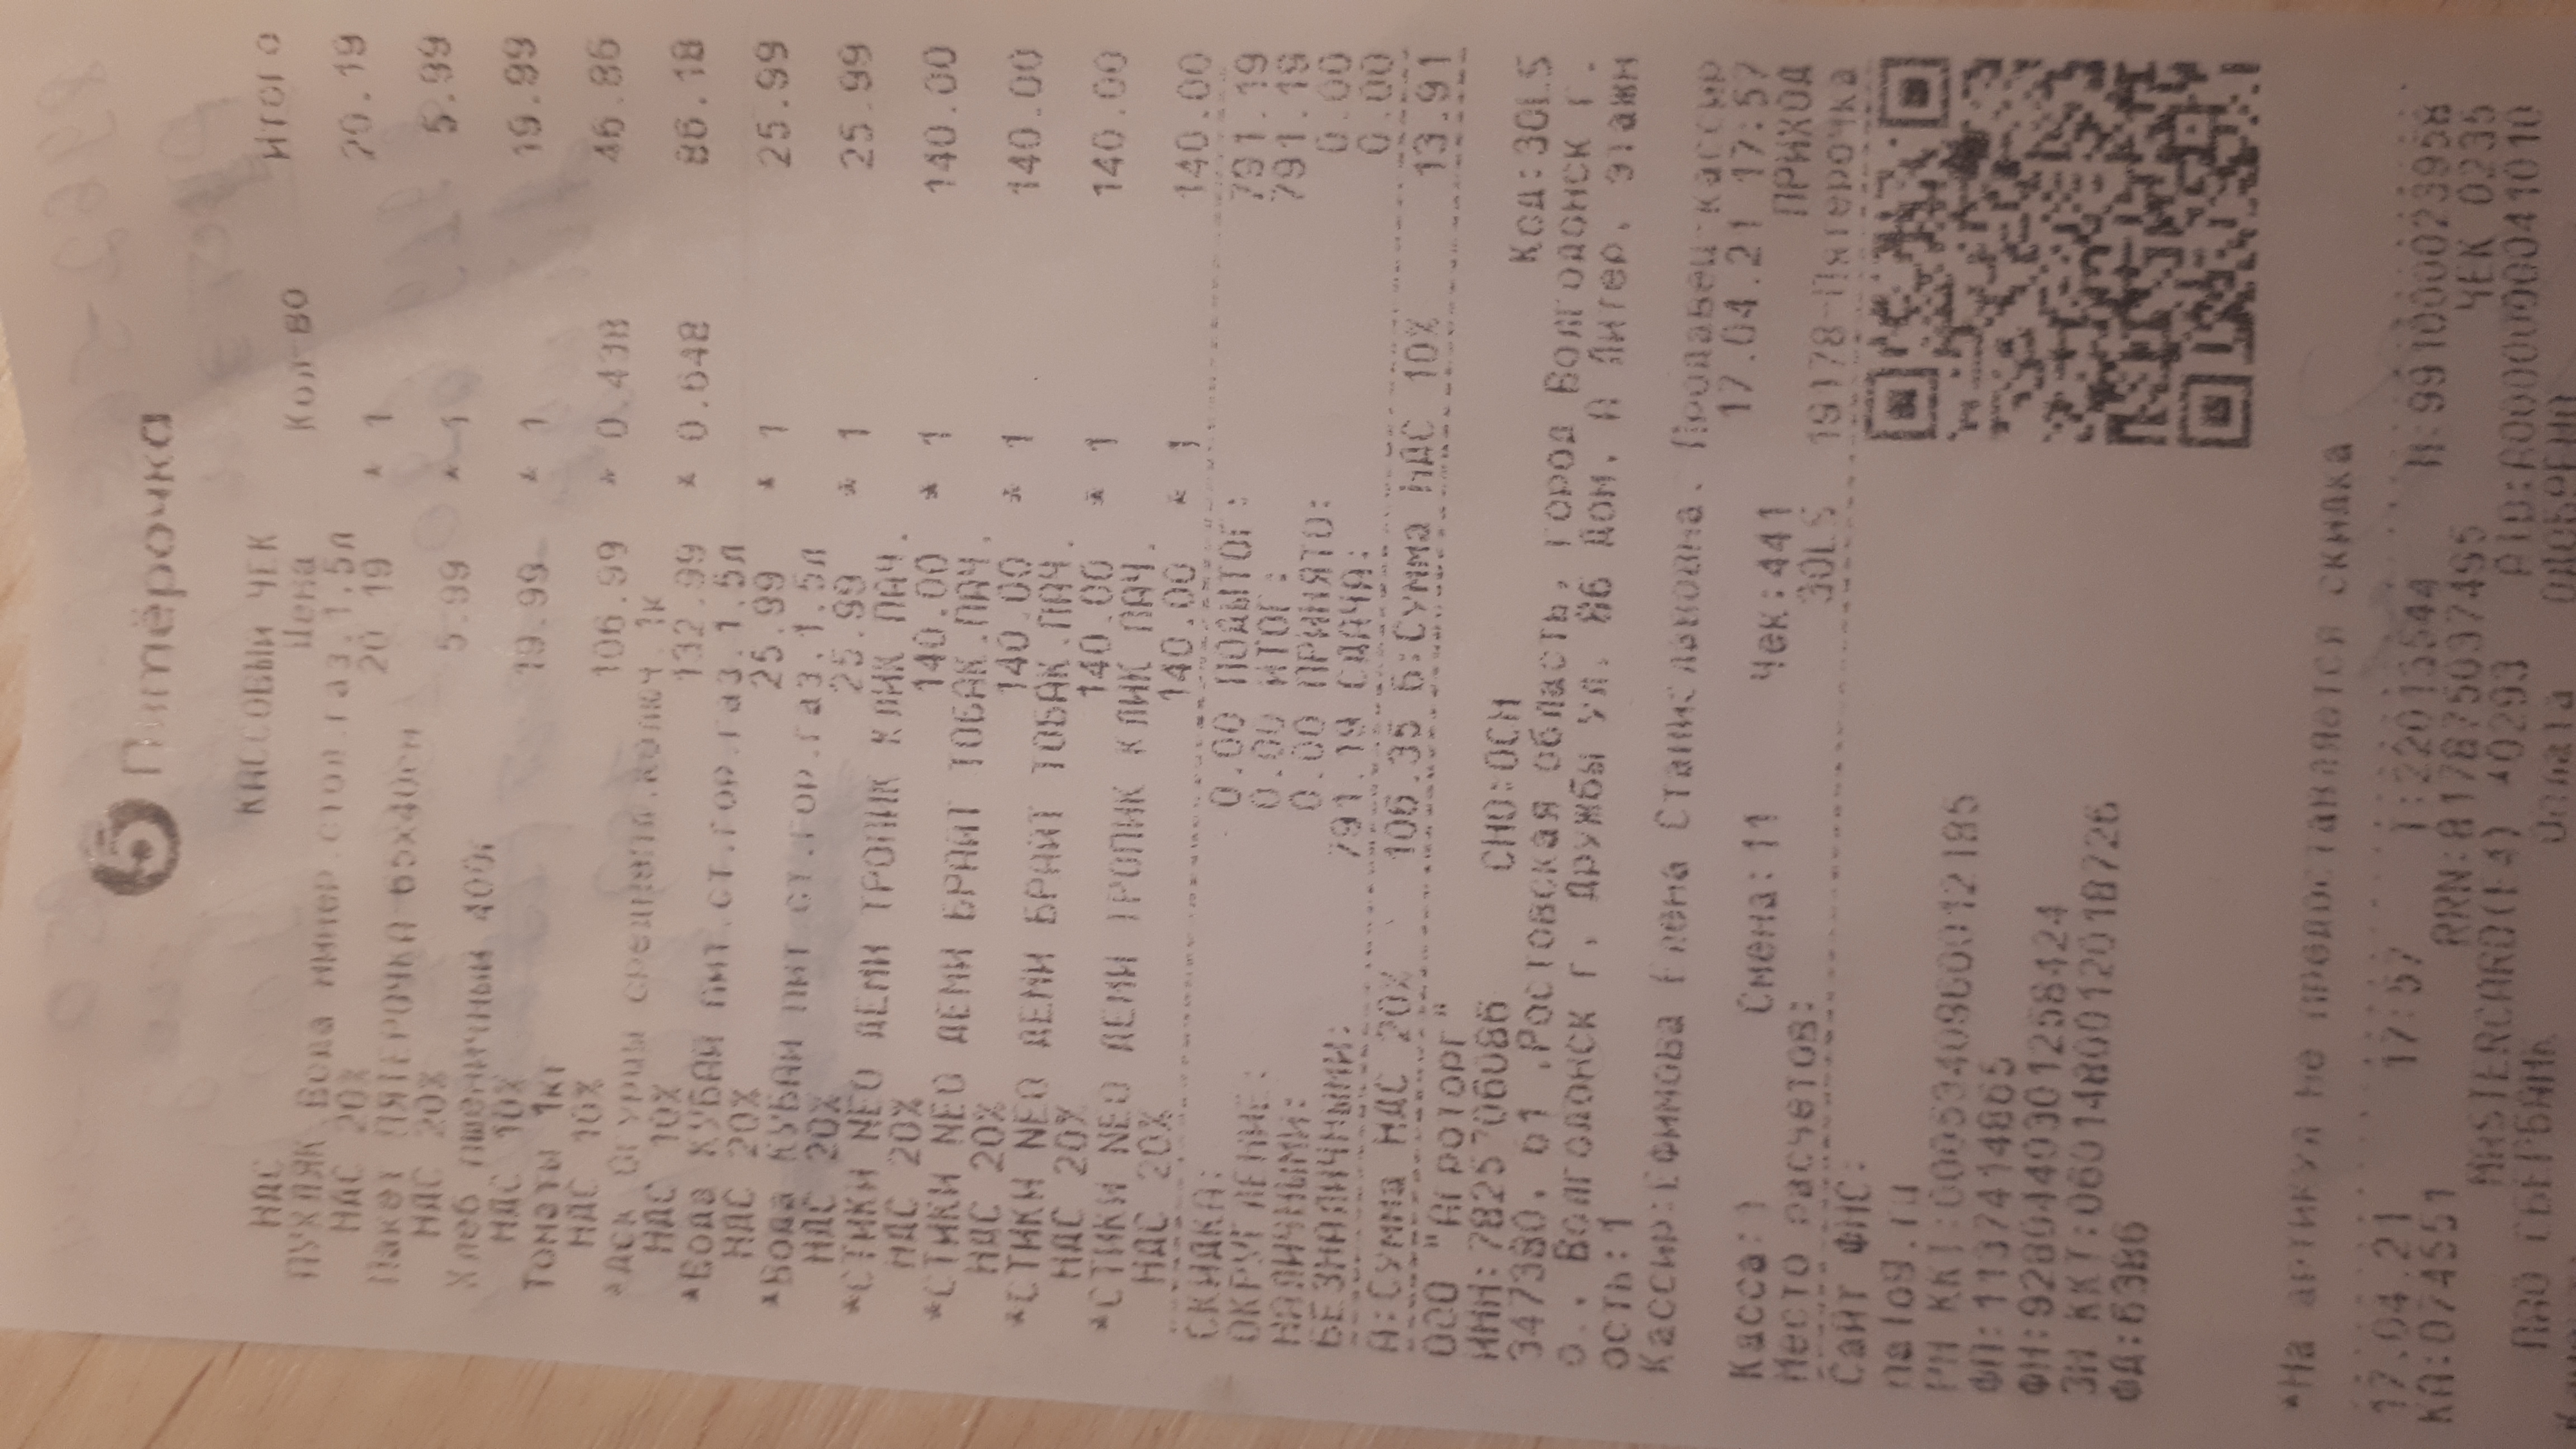 5 Пятёрочка
КАССОВЫЙ ЧЕК
НДС Цена Кол-во Итого
ПУХЛЯК Вода минер.стол.газ.1.5л
НДС 20% 20.19 * 1 20.19
Пакет ПЯТЕРОЧКА 65х40см
НДС 20% 5.99 * 1 5.99
Хлеб пшеничный 400г
НДС 10% 19.99 * 1 19.99
Томаты 1кг
НДС 10% 106.99 * 0.438 46.86
*Аск Огурцы среднепл.колюч.1к
НДС 10% 132.99 * 0.648 86.18
*Вода КУБАЙ пит.ст.гор.газ.1.5л
НДС 20% 25.99 * 1 25.99
*Вода КУБАЙ пит.ст.гор.газ.1.5л
НДС 20% 25.99 * 1 25.99
*СТИКИ NEO ДЕМИ ТРОПИК КЛИК ПАЧ.
НДС 20% 140.00 * 1 140.00
*СТИКИ NEO ДЕМИ БРАЙТ ТОБАК.ПАЧ.
НДС 20% 140.00 * 1 140.00
*СТИКИ NEO ДЕМИ БРАЙТ ТОБАК.ПАЧ.
НДС 20% 140.00 * 1 140.00
*СТИКИ NEO ДЕМИ ТРОПИК КЛИК ПАЧ.
НДС 20% 140.00 * 1 140.00
СКИДКА: 0.00 ПОДЫТОГ: 791.19
ОКРУГЛЕНИЕ: 0.00 ИТОГ: 791.19
НАЛИЧНЫМИ: 0.00 ПРИНЯТО: 0.00
БЕЗНАЛИЧНЫМИ: 791.19 СДАЧА: 0.00
А:Сумма НДС 20% 106.35 Б:Сумма НДС 10% 13.91
ООО "Агроторг"
ИНН:7825706086 СНО:ОСН Код:30LS
347380, 61 ,Ростовская область, город Волгодонск г.
о., Волгодонск г, Дружбы ул, 86 Дом, А Литер, этажн
ость:1
Кассир:Ефимова Елена Станиславовна. Продавец-кассир
17.04.21 17:57
Касса:1 Смена:11 Чек:441 ПРИХОД
Место расчетов: 30LS 19178-Пятерочка
Сайт ФНС:
nalog.ru
РН ККТ:0005340960012185
ФП:1137414865
ФН:9280440301258424
ЗН ККТ:0601480012018726
ФД:6386
*На артикул не предоставляется скидка
17.04.21 17:57 Т:22015544 М:991000023958
КА:074551 RRN:817875037495 ЧЕК 0235
MASTERCARD(E4) *0293 AID:A0000000041010
ПАО СБЕРБАНК Оплата ОДОБРЕНО